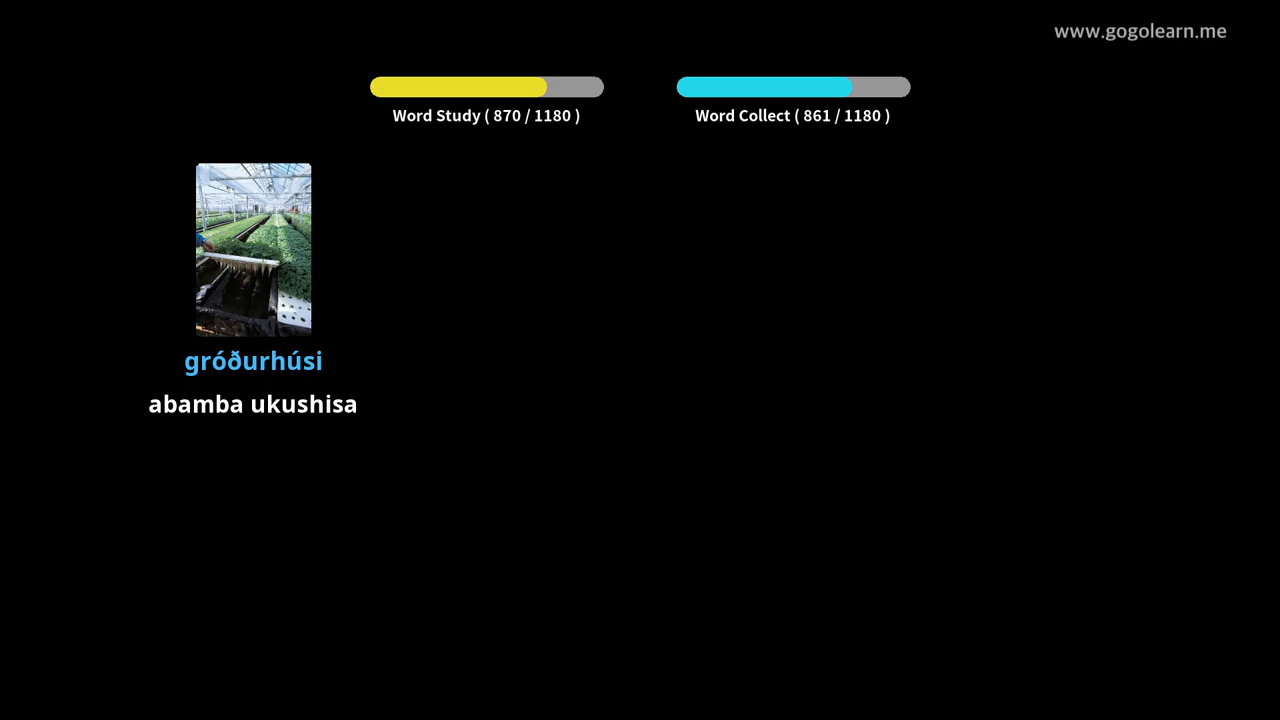 www.gogolearn.me
Word Study ( 870 / 1180 )
Word Collect ( 861 / 1180 )
gróðurhúsi
abamba ukushisa